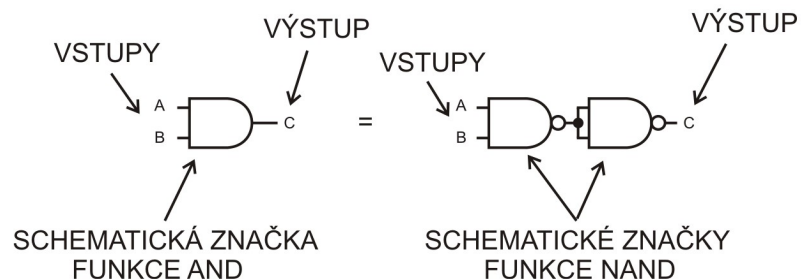 VSTUPY
VÝSTUP
A
B
C
SCHEMATICKÁ ZNAČKA
FUNKCE AND
=
VSTUPY
VÝSTUP
A
B
C
SCHEMATICKÉ ZNAČKY
FUNKCE NAND